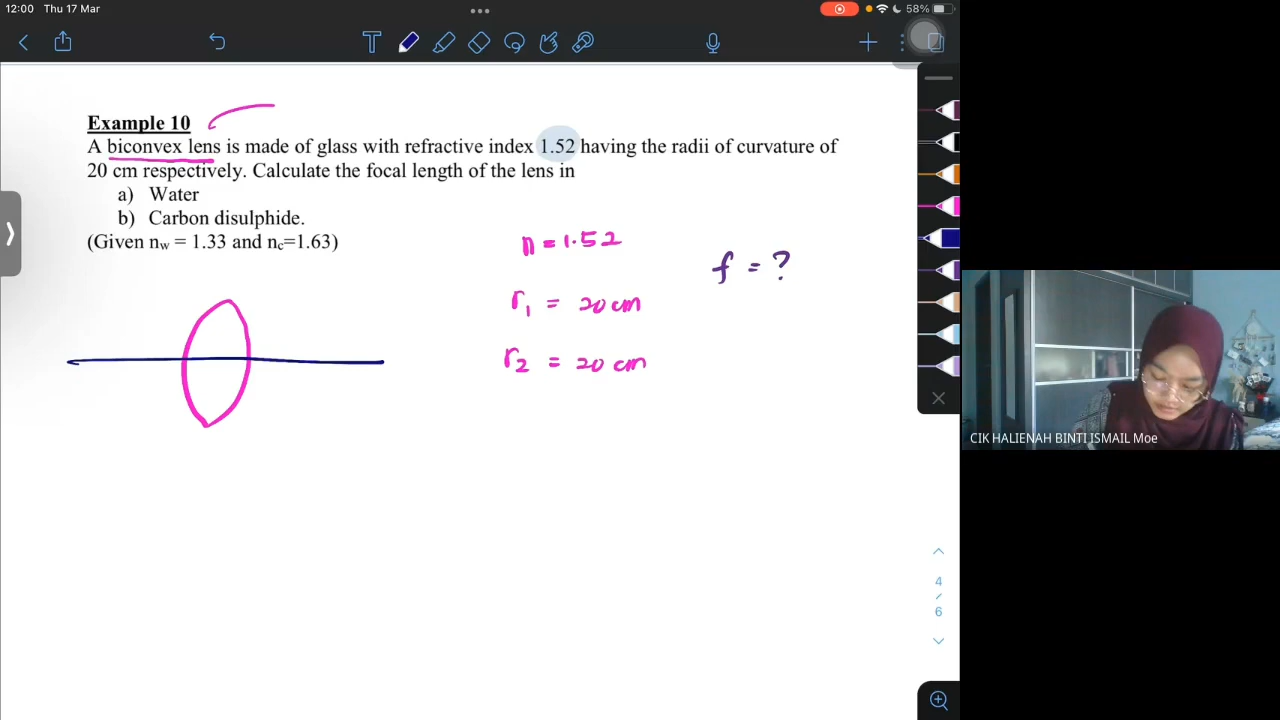 12:00 Thu 17 Mar
58%
Example 10
A biconvex lens is made of glass with refractive index 1.52 having the radii of curvature of
20 cm respectively. Calculate the focal length of the lens in
a) Water
b) Carbon disulphide.
(Given nw = 1.33 and nc=1.63)
n = 1.52
f = ?
r1 = 20 cm
r2 = 20 cm
CIK HALIENAH BINTI ISMAIL Moe
4
/
6